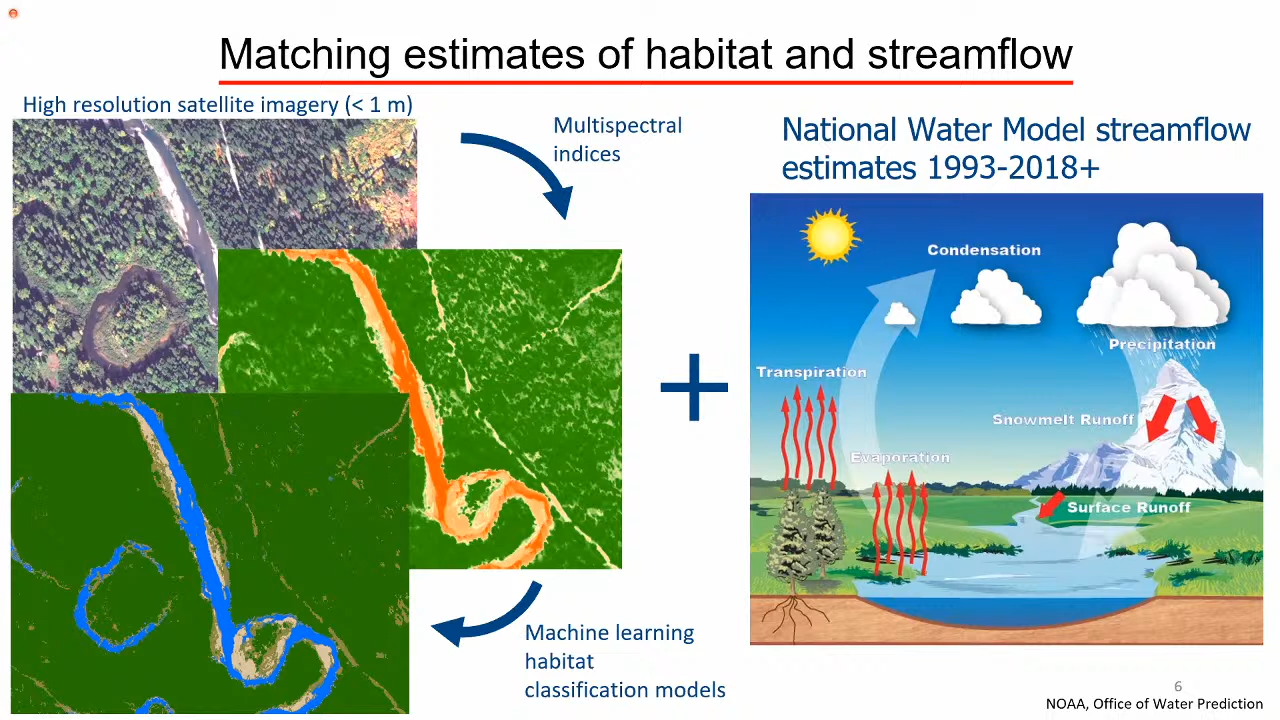 Matching estimates of habitat and streamflow
High resolution satellite imagery (< 1 m)
Multispectral
indices
Machine learning
habitat
classification models
+
National Water Model streamflow
estimates 1993-2018+
Condensation
Precipitation
Transpiration
Snowmelt Runoff
Evaporation
Surface Runoff
6
NOAA, Office of Water Prediction